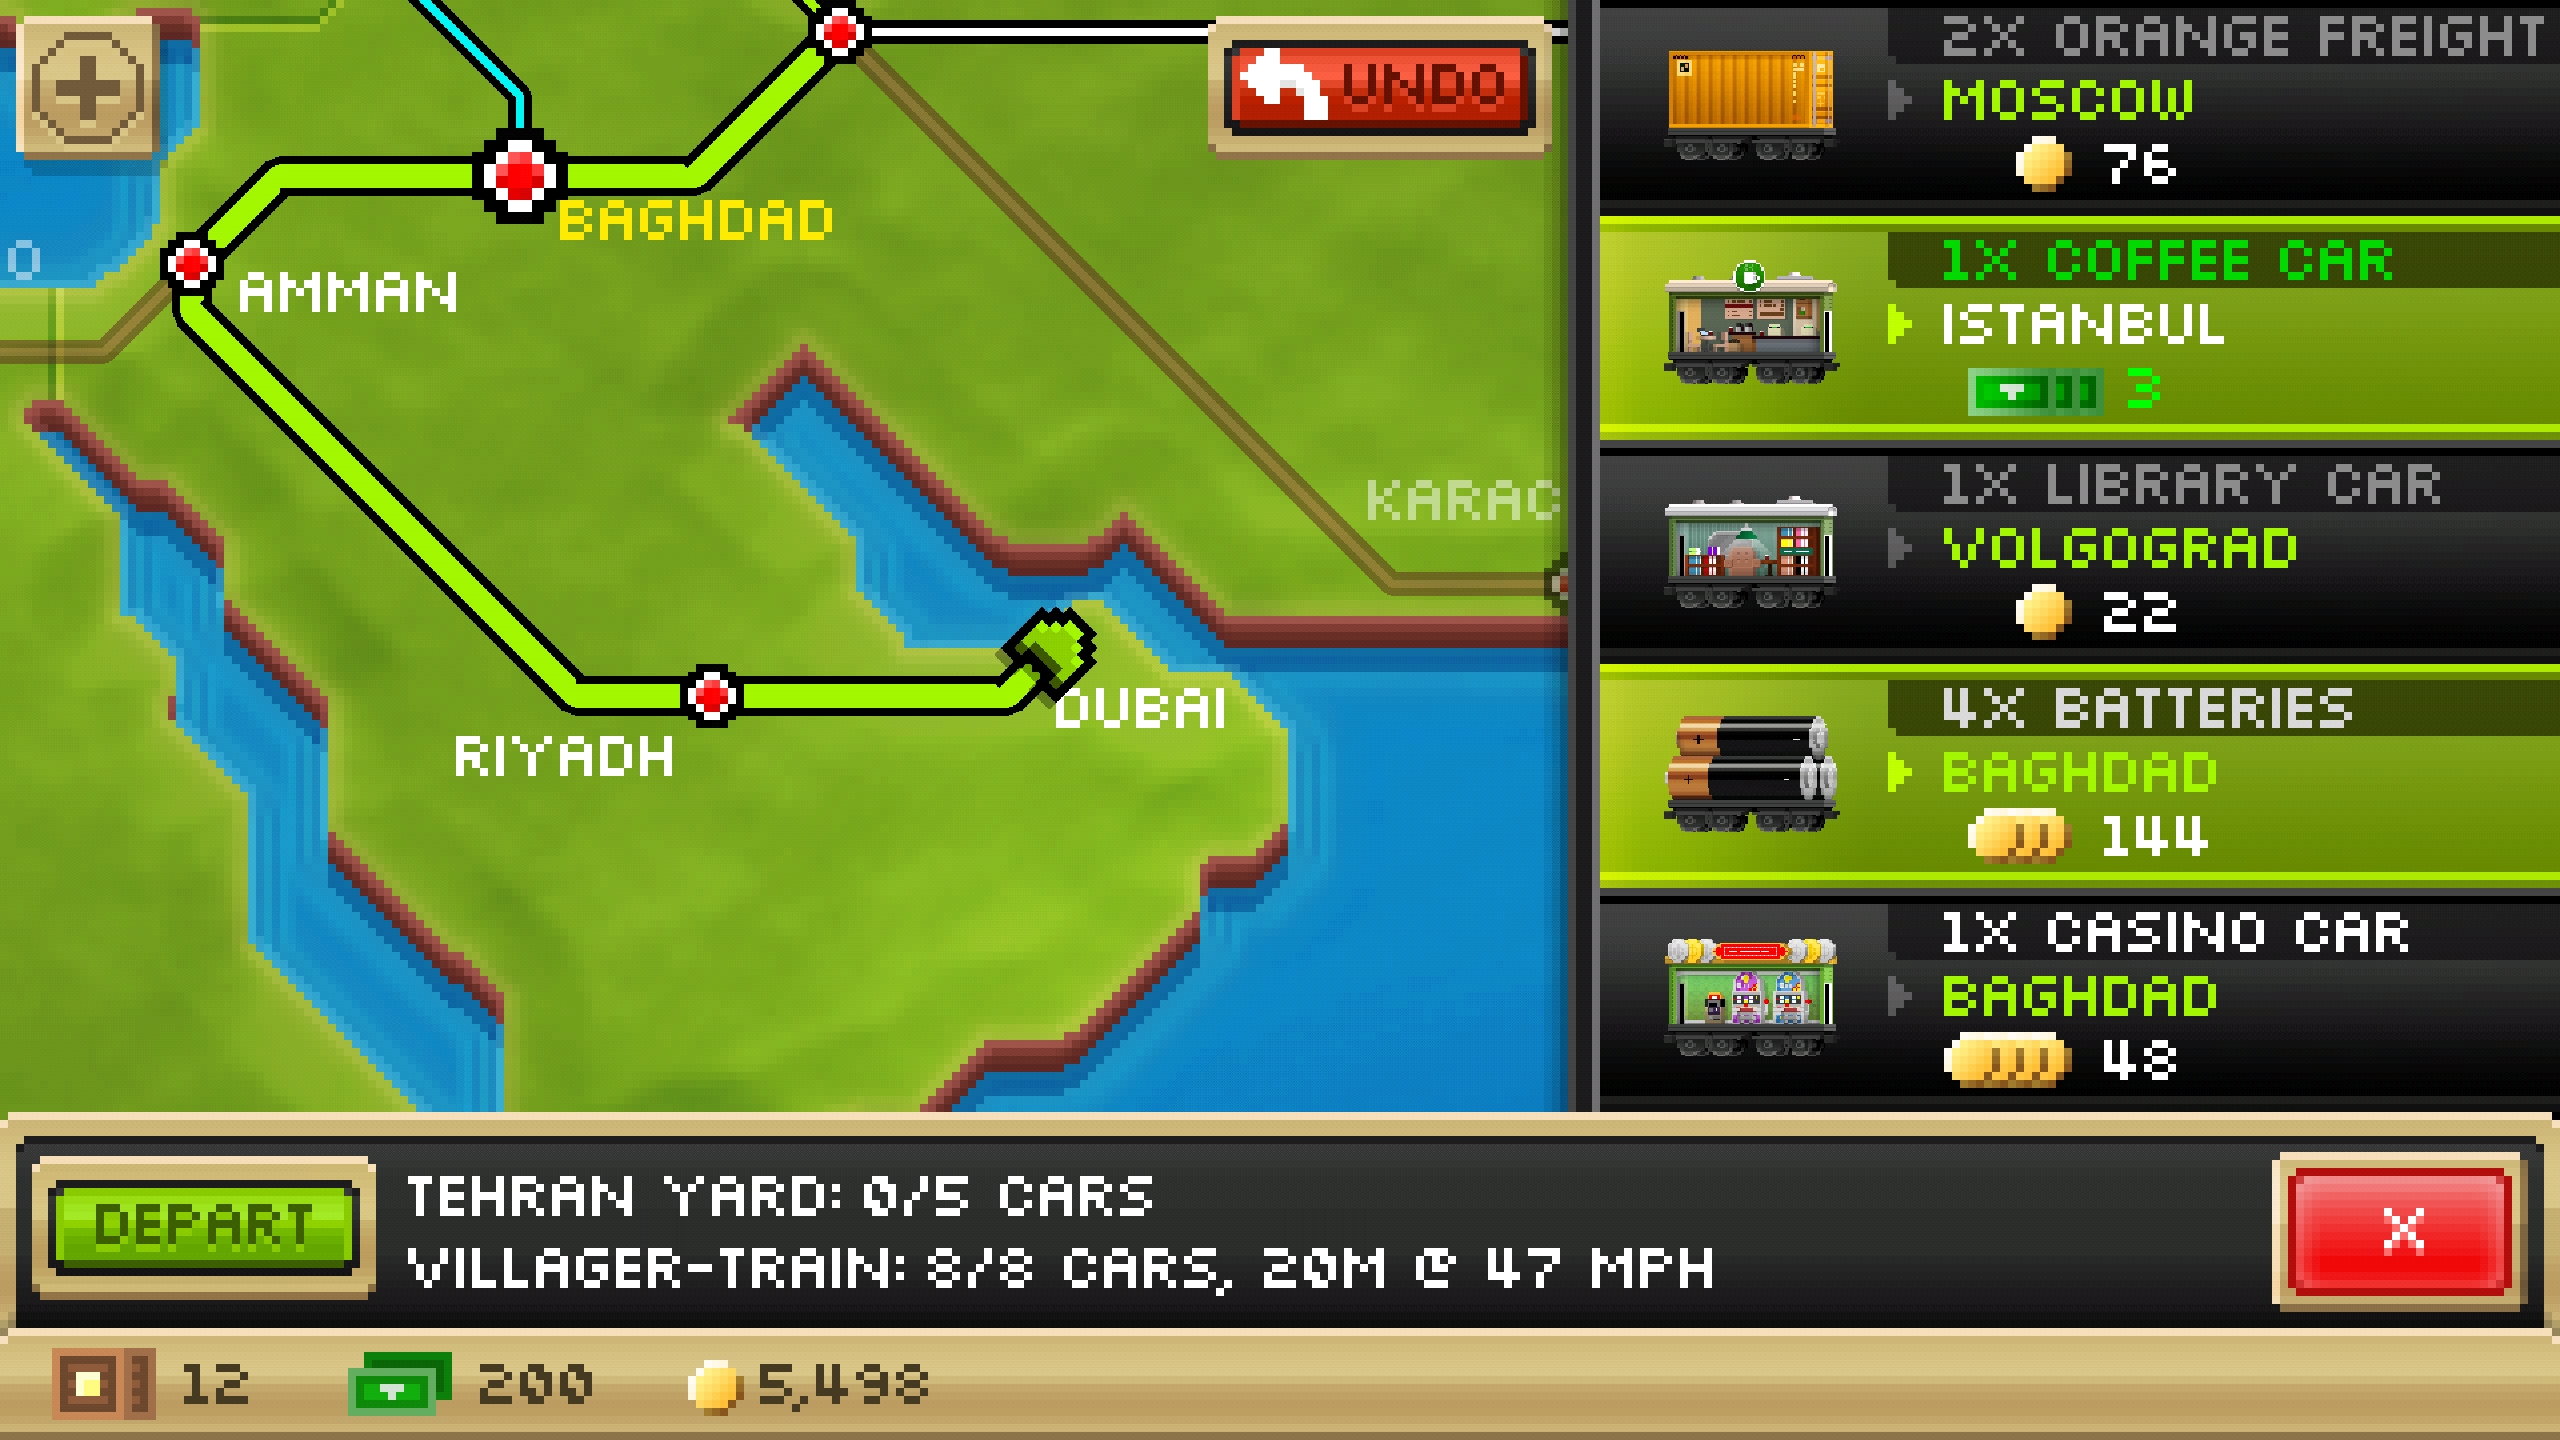 UNDO
BAGHDAD
AMMAN
O
KARAC
DUBAI
RIYADH
2X ORANGE FREIGHT
MOSCOW
76
1X COFFEE CAR
ISTANBUL
3
1X LIBRARY CAR
VOLGOGRAD
22
4X BATTERIES
BAGHDAD
144
1X CASINO CAR
BAGHDAD
48
DEPART
TEHRAN YARD: 0/5 CARS
VILLAGER-TRAIN: 8/8 CARS, 20M @ 47 MPH
X
12
200
5,498